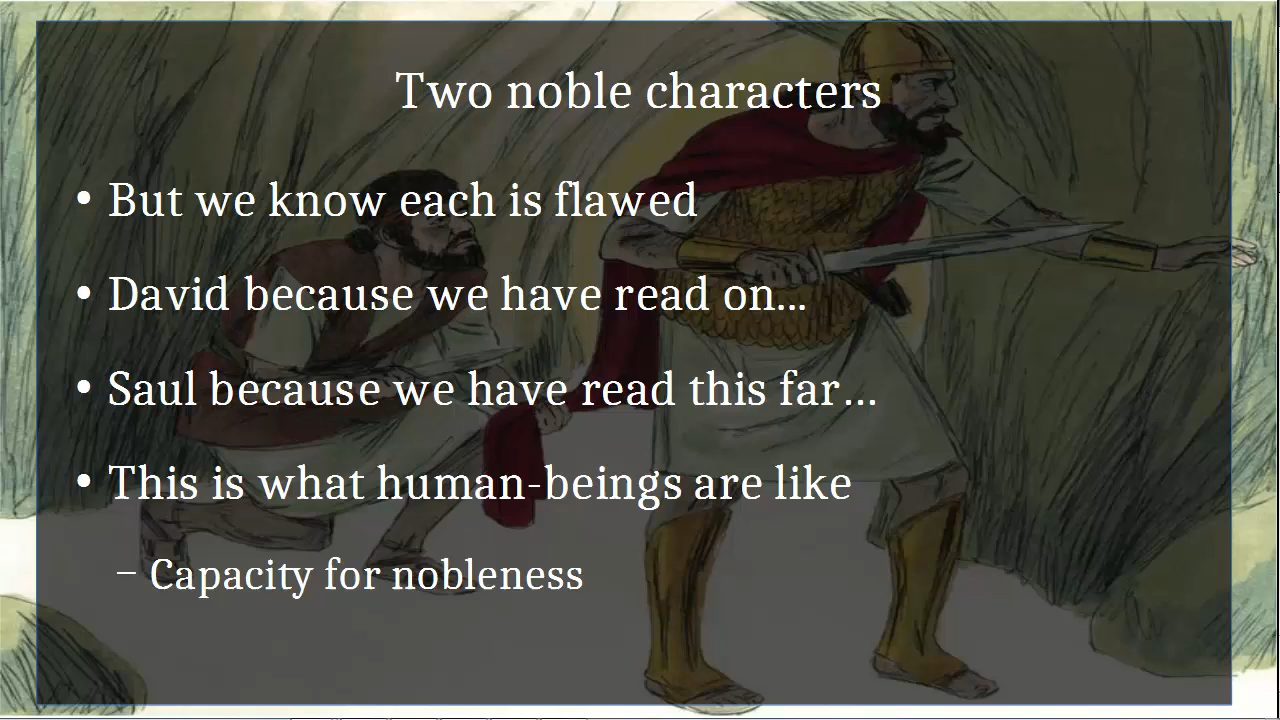 Two noble characters
• But we know each is flawed
• David because we have read on...
• Saul because we have read this far...
• This is what human-beings are like
– Capacity for nobleness